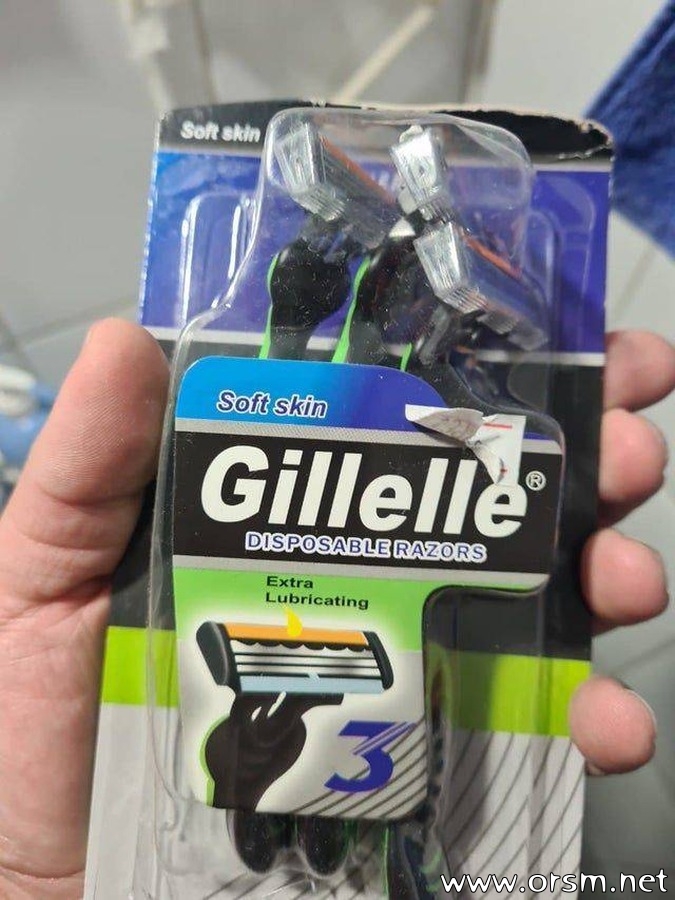 Soft skin
Soft skin
Gillelle®
DISPOSABLE RAZORS
Extra
Lubricating
3
www.orsm.net